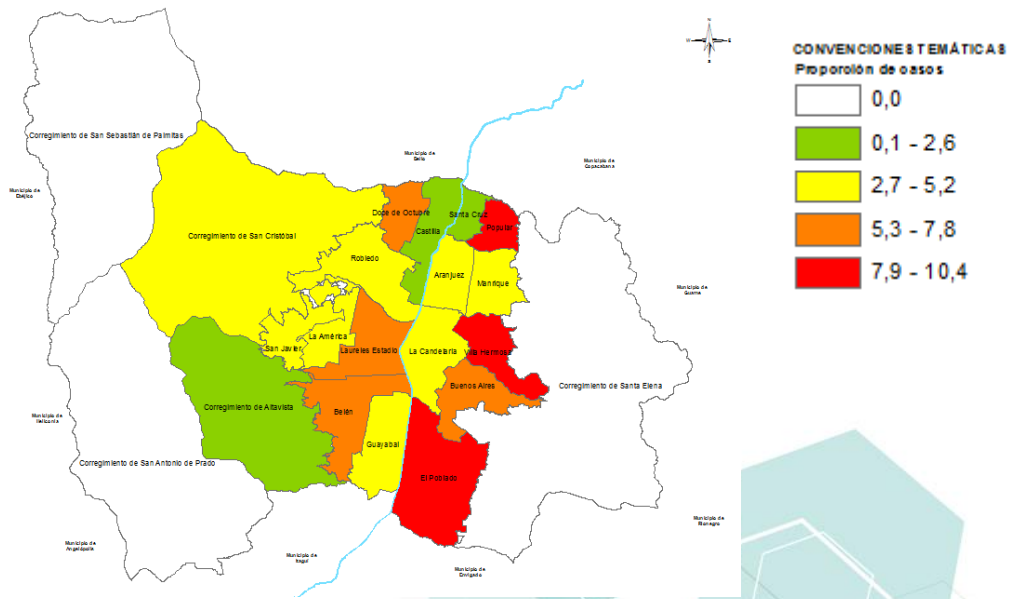 N
W
E
S
CONVENCIONES TEMÁTICAS
Proporción de casos
0,0
0,1 - 2,6
2,7 - 5,2
5,3 - 7,8
7,9 - 10,4
Corregimiento de San Sebastián de Palmitas
Municipio de
Bello
Municipio de
Copacabana
Municipio de
Ebéjico
Doce de Octubre
Santa Cruz
Castilla
Popular
Corregimiento de San Cristóbal
Robledo
Aranjuez
Manrique
Municipio de
Guarne
La América
San Javier
Laureles Estadio
La Candelaria
Villa Hermosa
Buenos Aires
Corregimiento de Santa Elena
Corregimiento de Altavista
Belén
Municipio de
Heliconia
Guayabal
Corregimiento de San Antonio de Prado
El Poblado
Municipio de
Rionegro
Municipio de
Angelópolis
Municipio de
Itagüí
Municipio de
Envigado